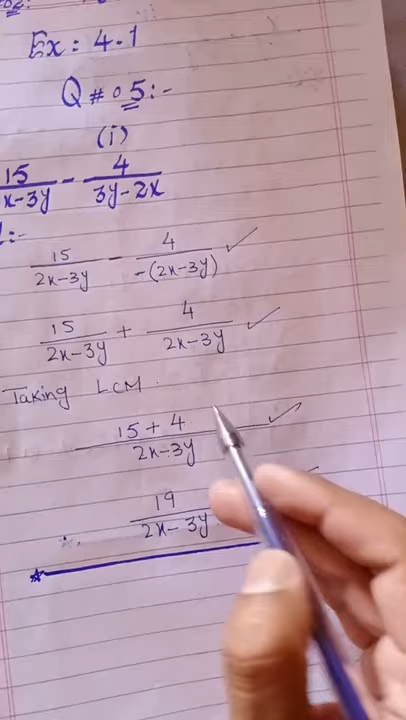 Ex: 4.1
Q # 05:-
(i)
15/x-3y - 4/3y-2x
:-
15/2x-3y - 4/-(2x-3y) ✓
15/2x-3y + 4/2x-3y ✓
Taking LCM.
15+4/2x-3y ✓
19/2x-3y.